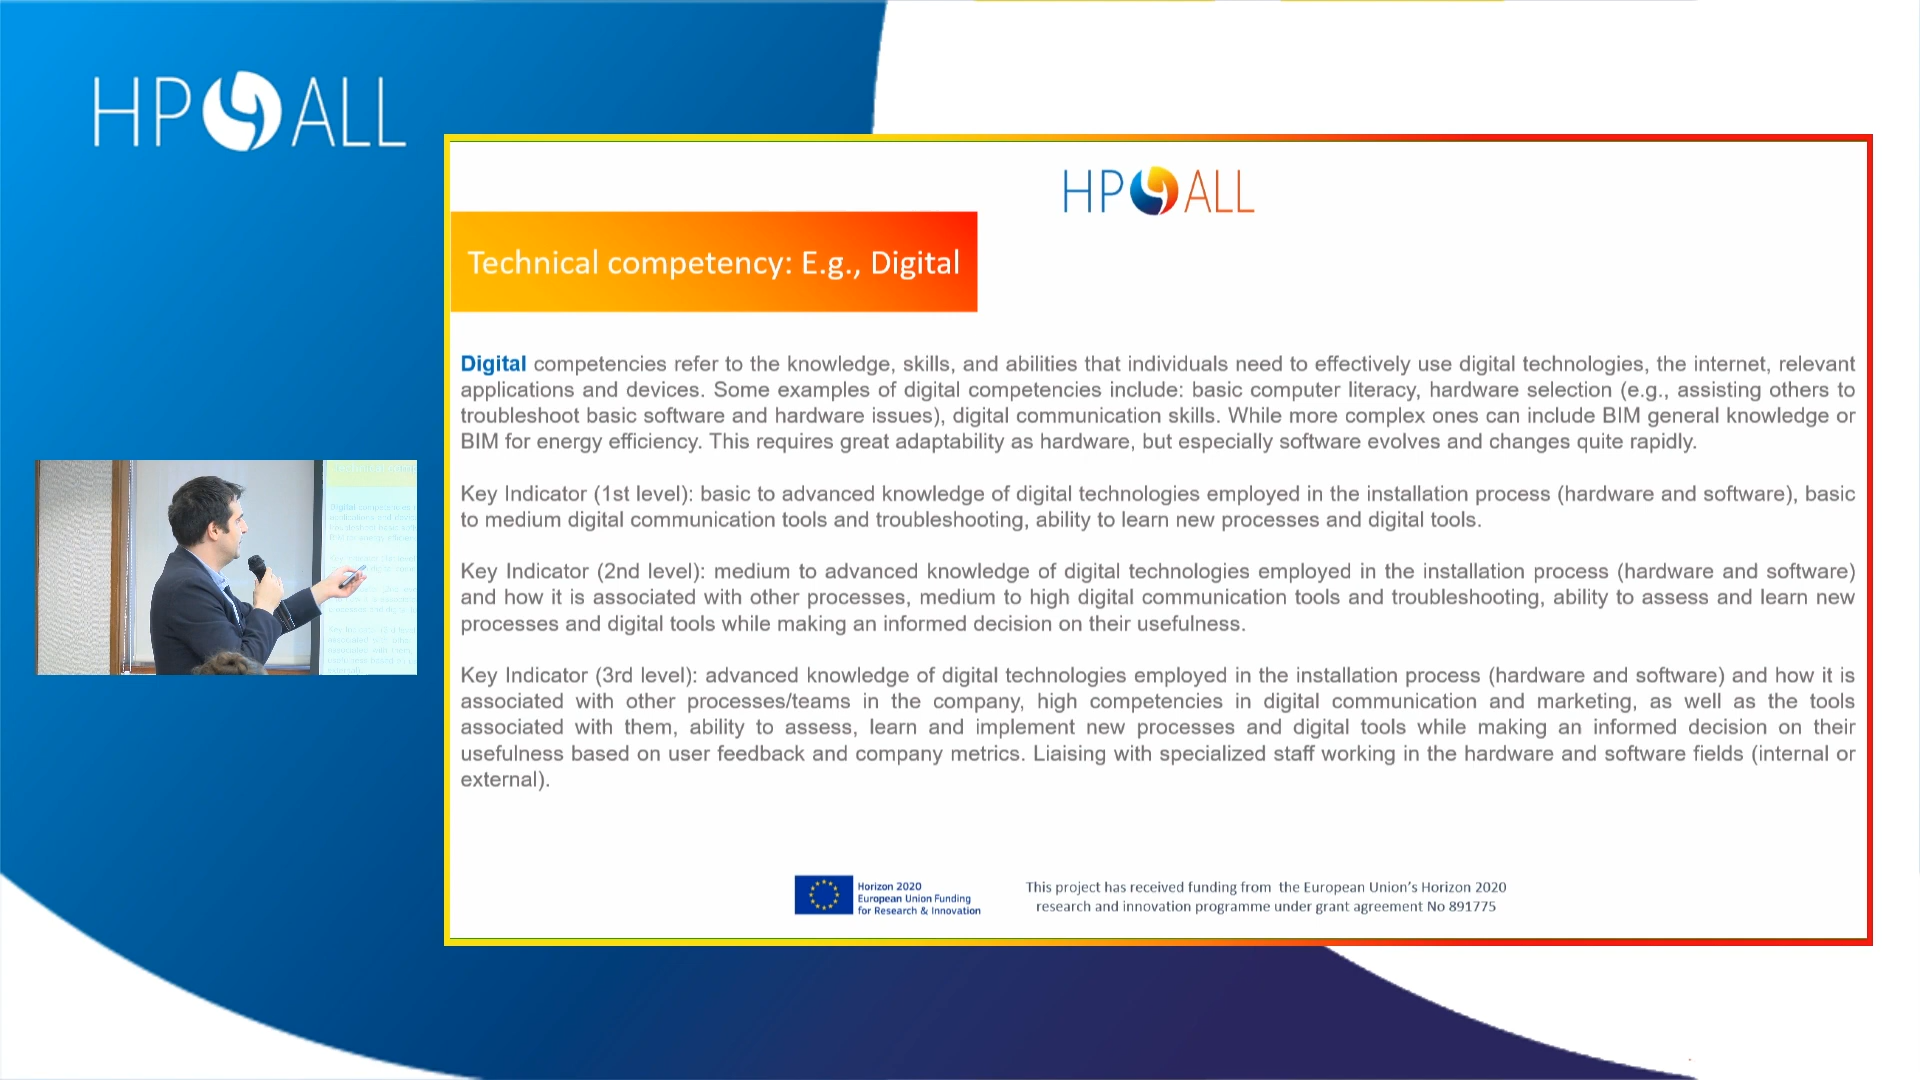 HP4ALL
HP4ALL
Technical competency: E.g., Digital
Digital competencies refer to the knowledge, skills, and abilities that individuals need to effectively use digital technologies, the internet, relevant
applications and devices. Some examples of digital competencies include: basic computer literacy, hardware selection (e.g., assisting others to
troubleshoot basic software and hardware issues), digital communication skills. While more complex ones can include BIM general knowledge or
BIM for energy efficiency. This requires great adaptability as hardware, but especially software evolves and changes quite rapidly.
Key Indicator (1st level): basic to advanced knowledge of digital technologies employed in the installation process (hardware and software), basic
to medium digital communication tools and troubleshooting, ability to learn new processes and digital tools.
Key Indicator (2nd level): medium to advanced knowledge of digital technologies employed in the installation process (hardware and software)
and how it is associated with other processes, medium to high digital communication tools and troubleshooting, ability to assess and learn new
processes and digital tools while making an informed decision on their usefulness.
Key Indicator (3rd level): advanced knowledge of digital technologies employed in the installation process (hardware and software) and how it is
associated with other processes/teams in the company, high competencies in digital communication and marketing, as well as the tools
associated with them, ability to assess, learn and implement new processes and digital tools while making an informed decision on their
usefulness based on user feedback and company metrics. Liaising with specialized staff working in the hardware and software fields (internal or
external).
Horizon 2020
European Union Funding
for Research & Innovation
This project has received funding from the European Union's Horizon 2020
research and innovation programme under grant agreement No 891775